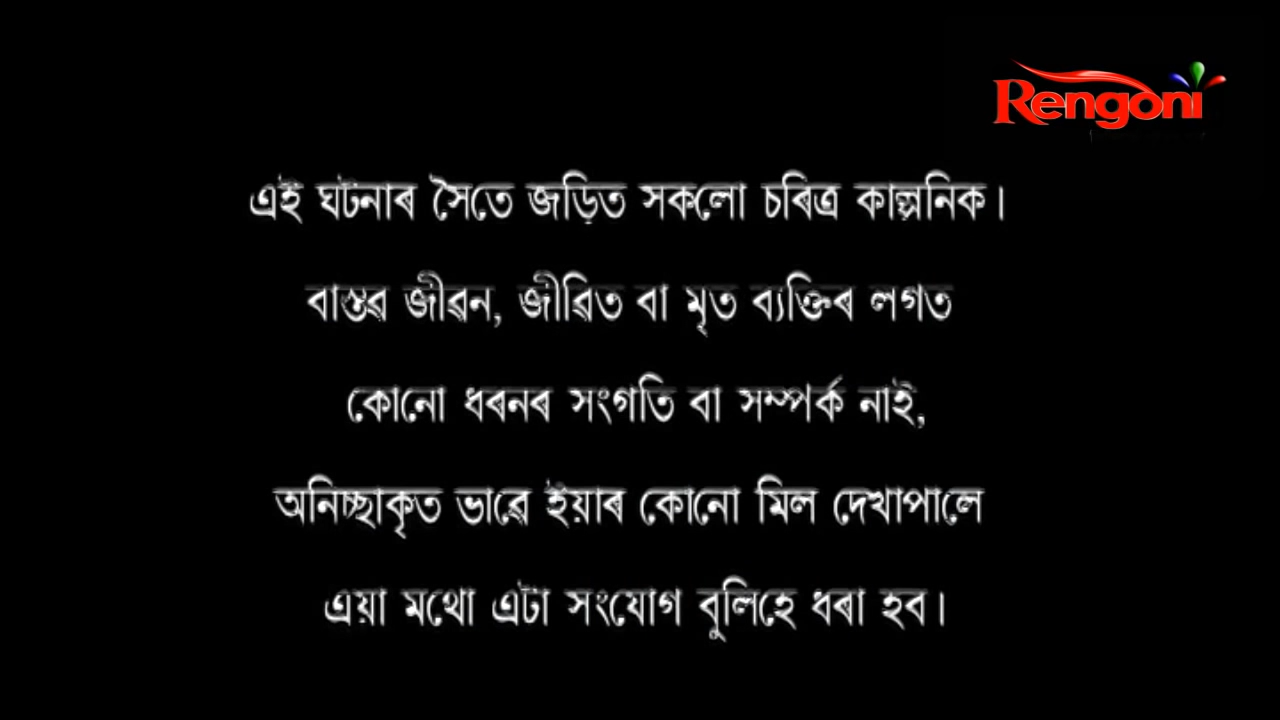 Rengoni
এই ঘটনাৰ সৈতে জড়িত সকলো চৰিত্ৰ কাল্পনিক।
বাস্তৱ জীৱন, জীৱিত বা মৃত ব্যক্তিৰ লগত
কোনো ধৰনৰ সংগতি বা সম্পৰ্ক নাই,
অনিচ্ছাকৃত ভাৱে ইয়াৰ কোনো মিল দেখাপালে
এয়া মথো এটা সংযোগ বুলিহে ধৰা হব।